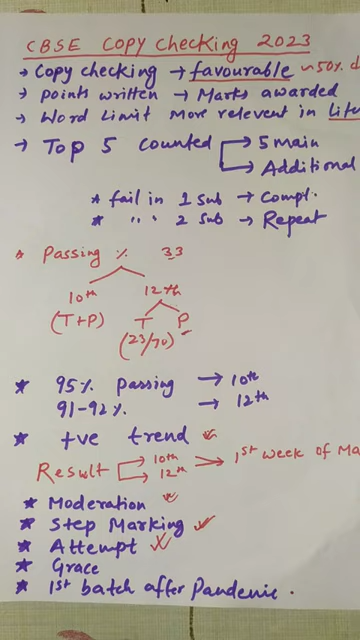 CBSE Copy Checking 2023
→ Copy checking → favourable ~50%
→ points written → Marks awarded
→ Word Limit more relevent in
→ Top 5 counted → 5 main
→ Additional
* fail in 1 Sub → Compt.
* " " 2 Sub → Repeat
* Passing % 33
10th 12th
(T+P) T P
(23/70)
* 95% Passing → 10th
91-92% → 12th
* +ve trend
Result → 10th → 1st week of Ma
→ 12th
* Moderation
* Step Marking
* Attempt
* Grace
* 1st batch after Pandemic.